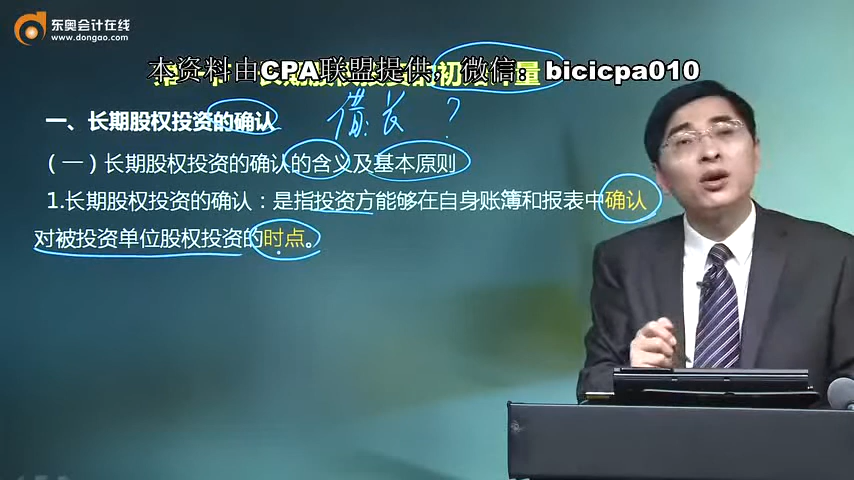 东奥会计在线
www.dongao.com
本资料由CPA联盟提供，微信：bicicpa010
一、长期股权投资的确认
借：长 ?
（一）长期股权投资的确认的含义及基本原则
1.长期股权投资的确认：是指投资方能够在自身账簿和报表中确认
对被投资单位股权投资的时点。